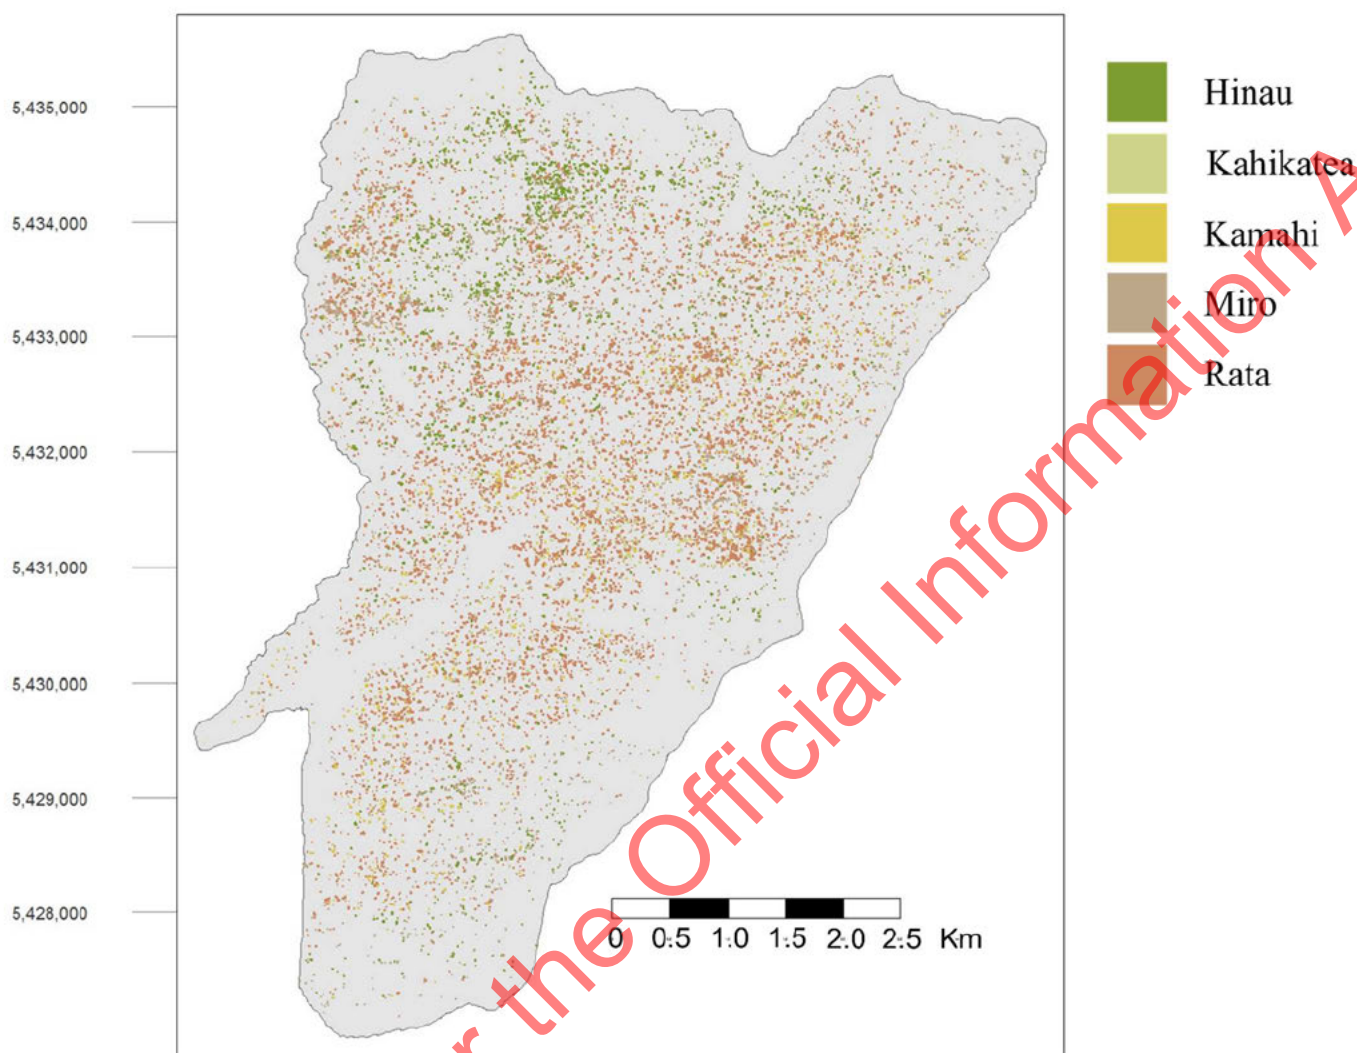 5,435,000
5,434,000
5,433,000
5,432,000
5,431,000
5,430,000
5,429,000
5,428,000
Hinau
Kahikatea
Kamahi
Miro
Rata
0 0.5 1.0 1.5 2.0 2.5 Km
r the Official Information A